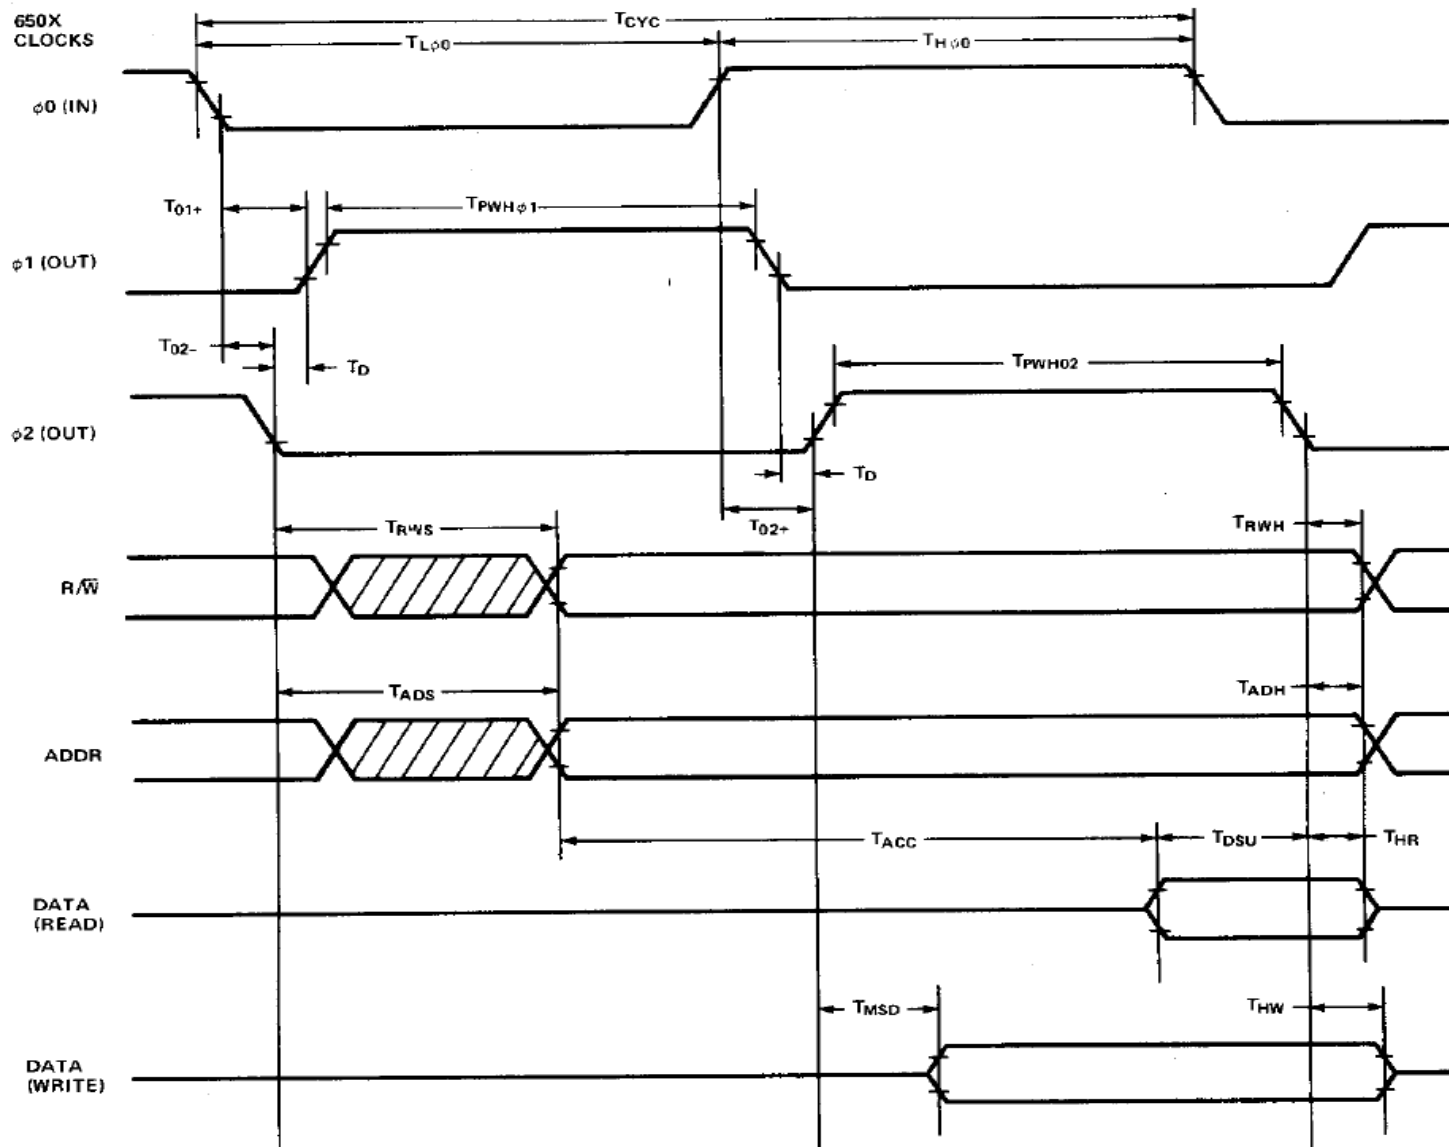 650X
CLOCKS
TCYC
TLφ0
THφ0
φ0 (IN)
T01+
TPWHφ1
φ1 (OUT)
T02–
TD
TPWH02
φ2 (OUT)
TD
TRWS
T02+
TRWH
R/W̅
TADS
TADH
ADDR
TACC
TDSU
THR
DATA
(READ)
TMSD
THW
DATA
(WRITE)